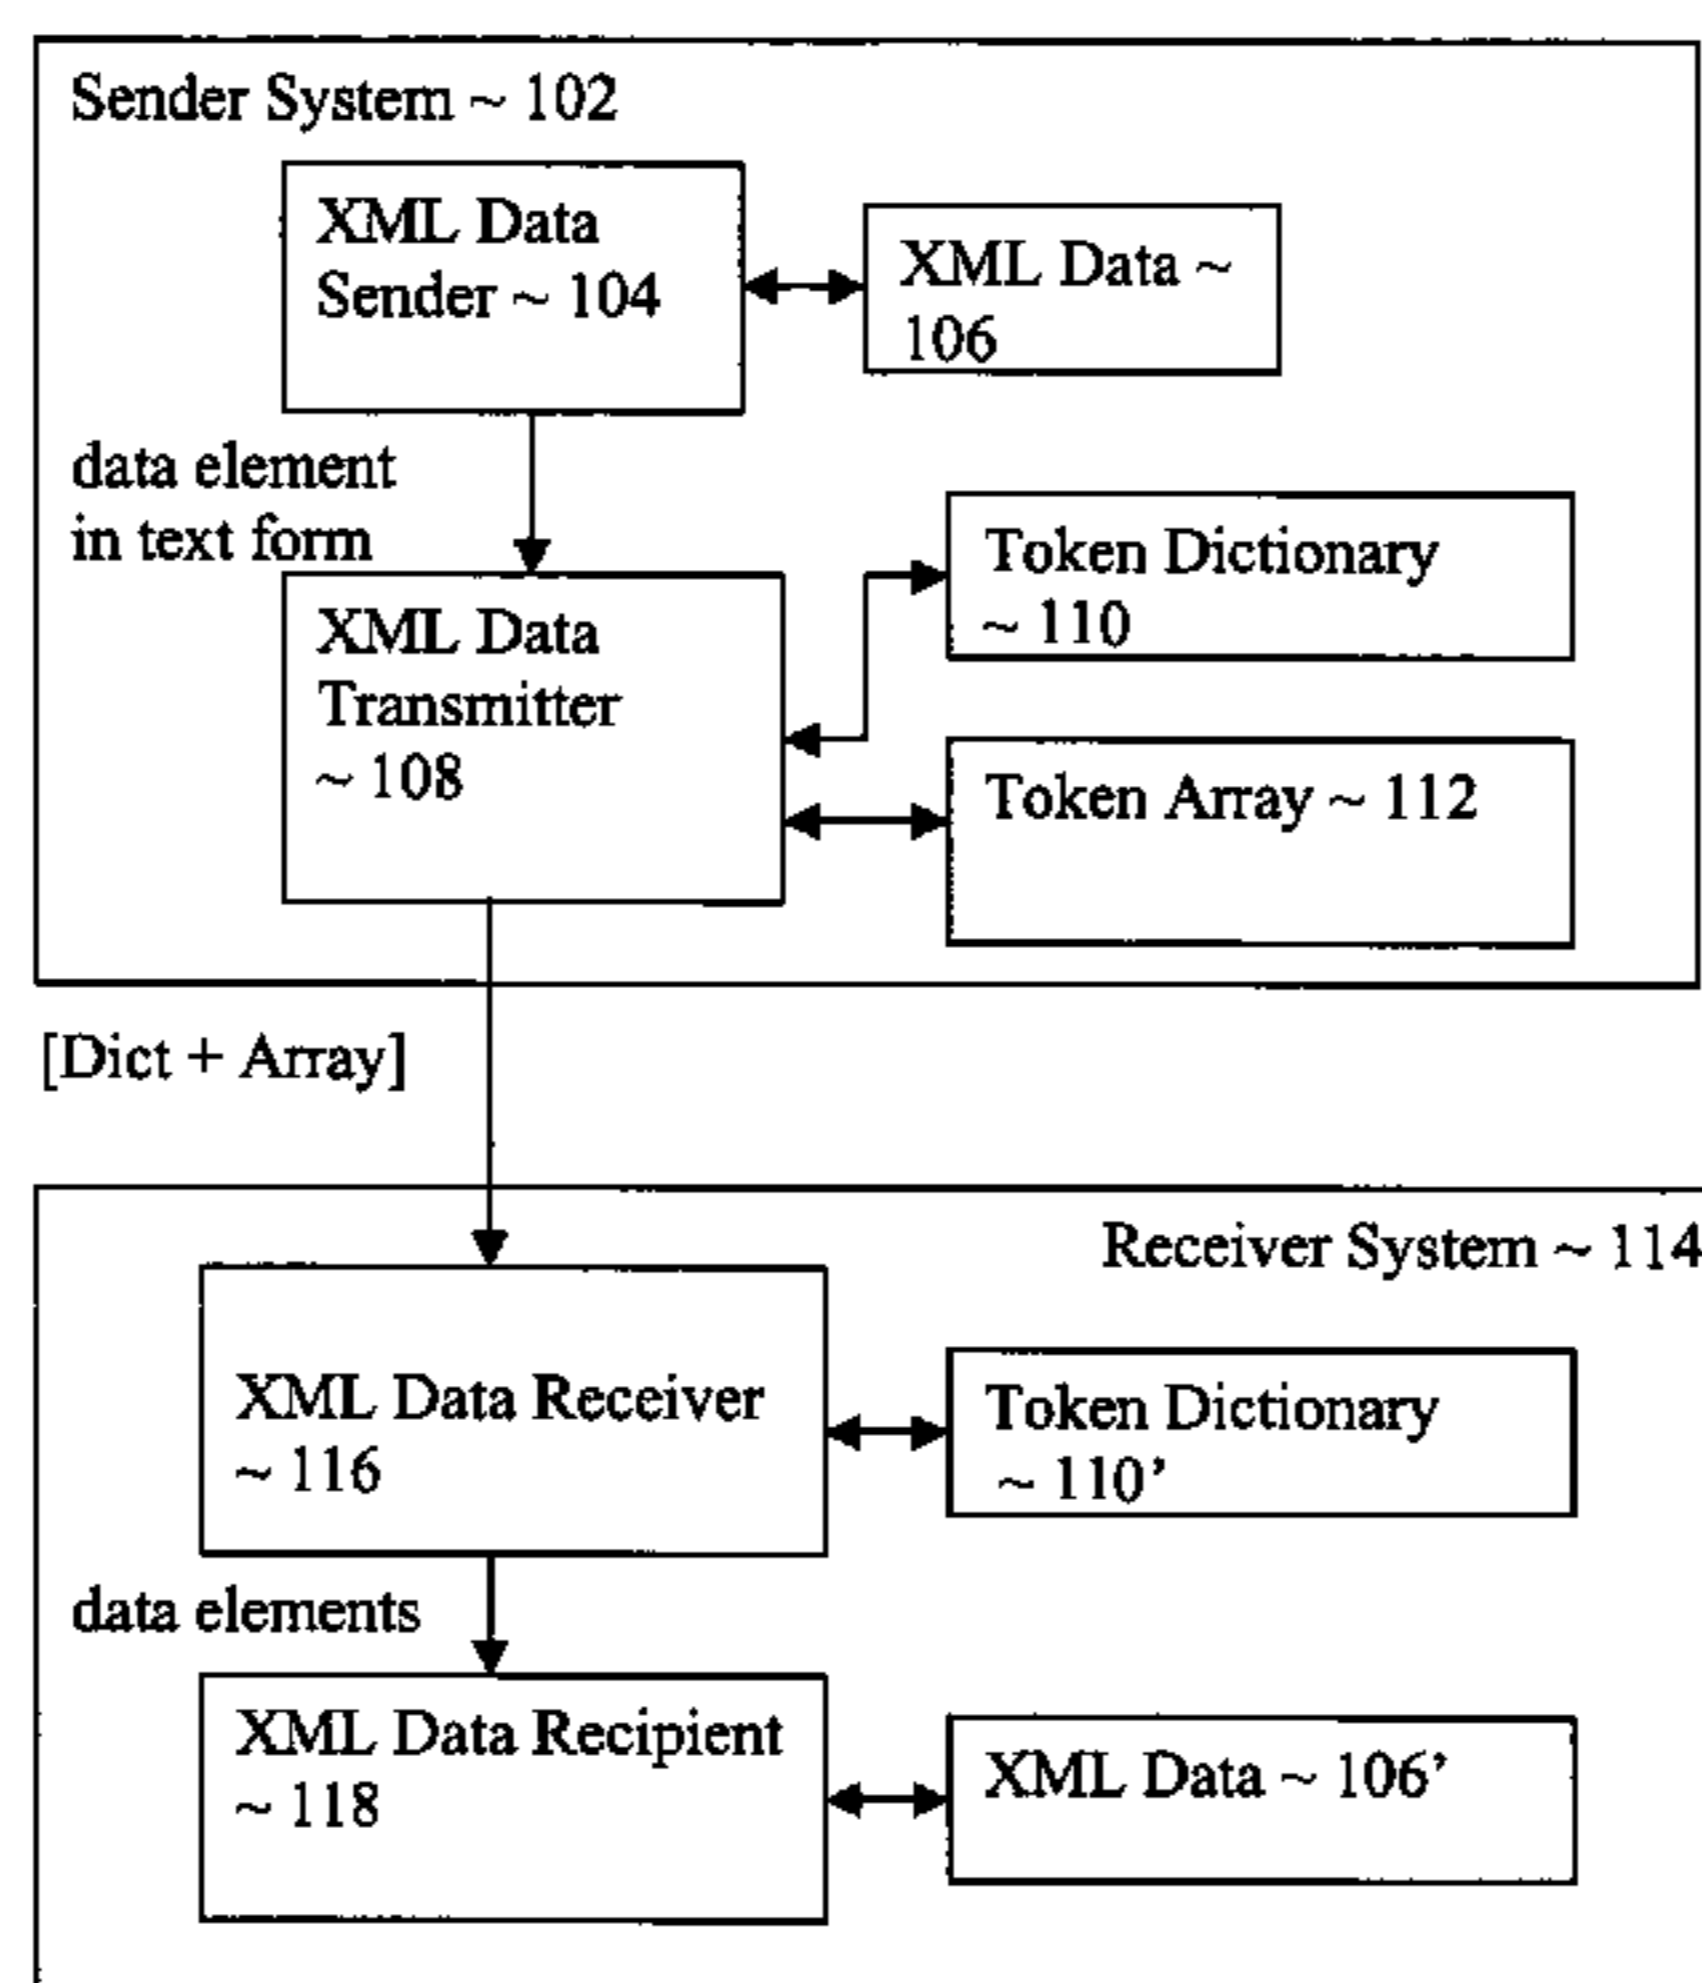 Sender System ~ 102
XML Data
Sender ~ 104
XML Data ~
106
data element
in text form
Token Dictionary
~ 110
XML Data
Transmitter
~ 108
Token Array ~ 112
[Dict + Array]
Receiver System ~ 114
XML Data Receiver
~ 116
Token Dictionary
~ 110’
data elements
XML Data Recipient
~ 118
XML Data ~ 106’